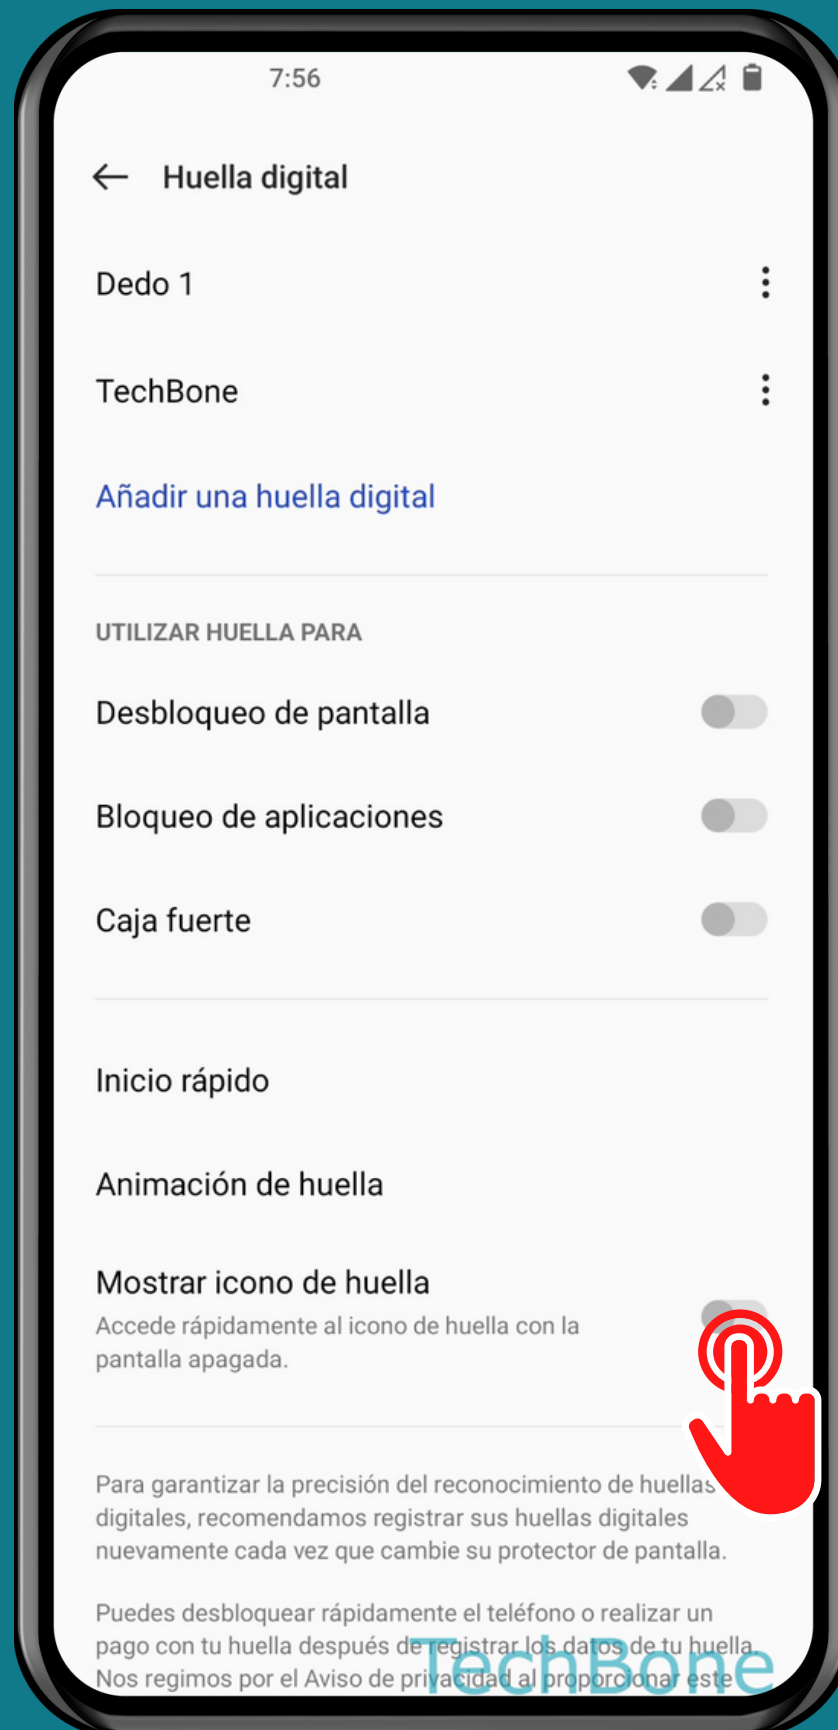 7:56
Huella digital
Dedo 1
TechBone
Añadir una huella digital
UTILIZAR HUELLA PARA
Desbloqueo de pantalla
Bloqueo de aplicaciones
Caja fuerte
Inicio rápido
Animación de huella
Mostrar icono de huella
Accede rápidamente al icono de huella con la
pantalla apagada.
Para garantizar la precisión del reconocimiento de huellas
digitales, recomendamos registrar sus huellas digitales
nuevamente cada vez que cambie su protector de pantalla.
Puedes desbloquear rápidamente el teléfono o realizar un
pago con tu huella después de registrar los datos de tu huella.
Nos regimos por el Aviso de privacidad al proporcionar este
TechBone